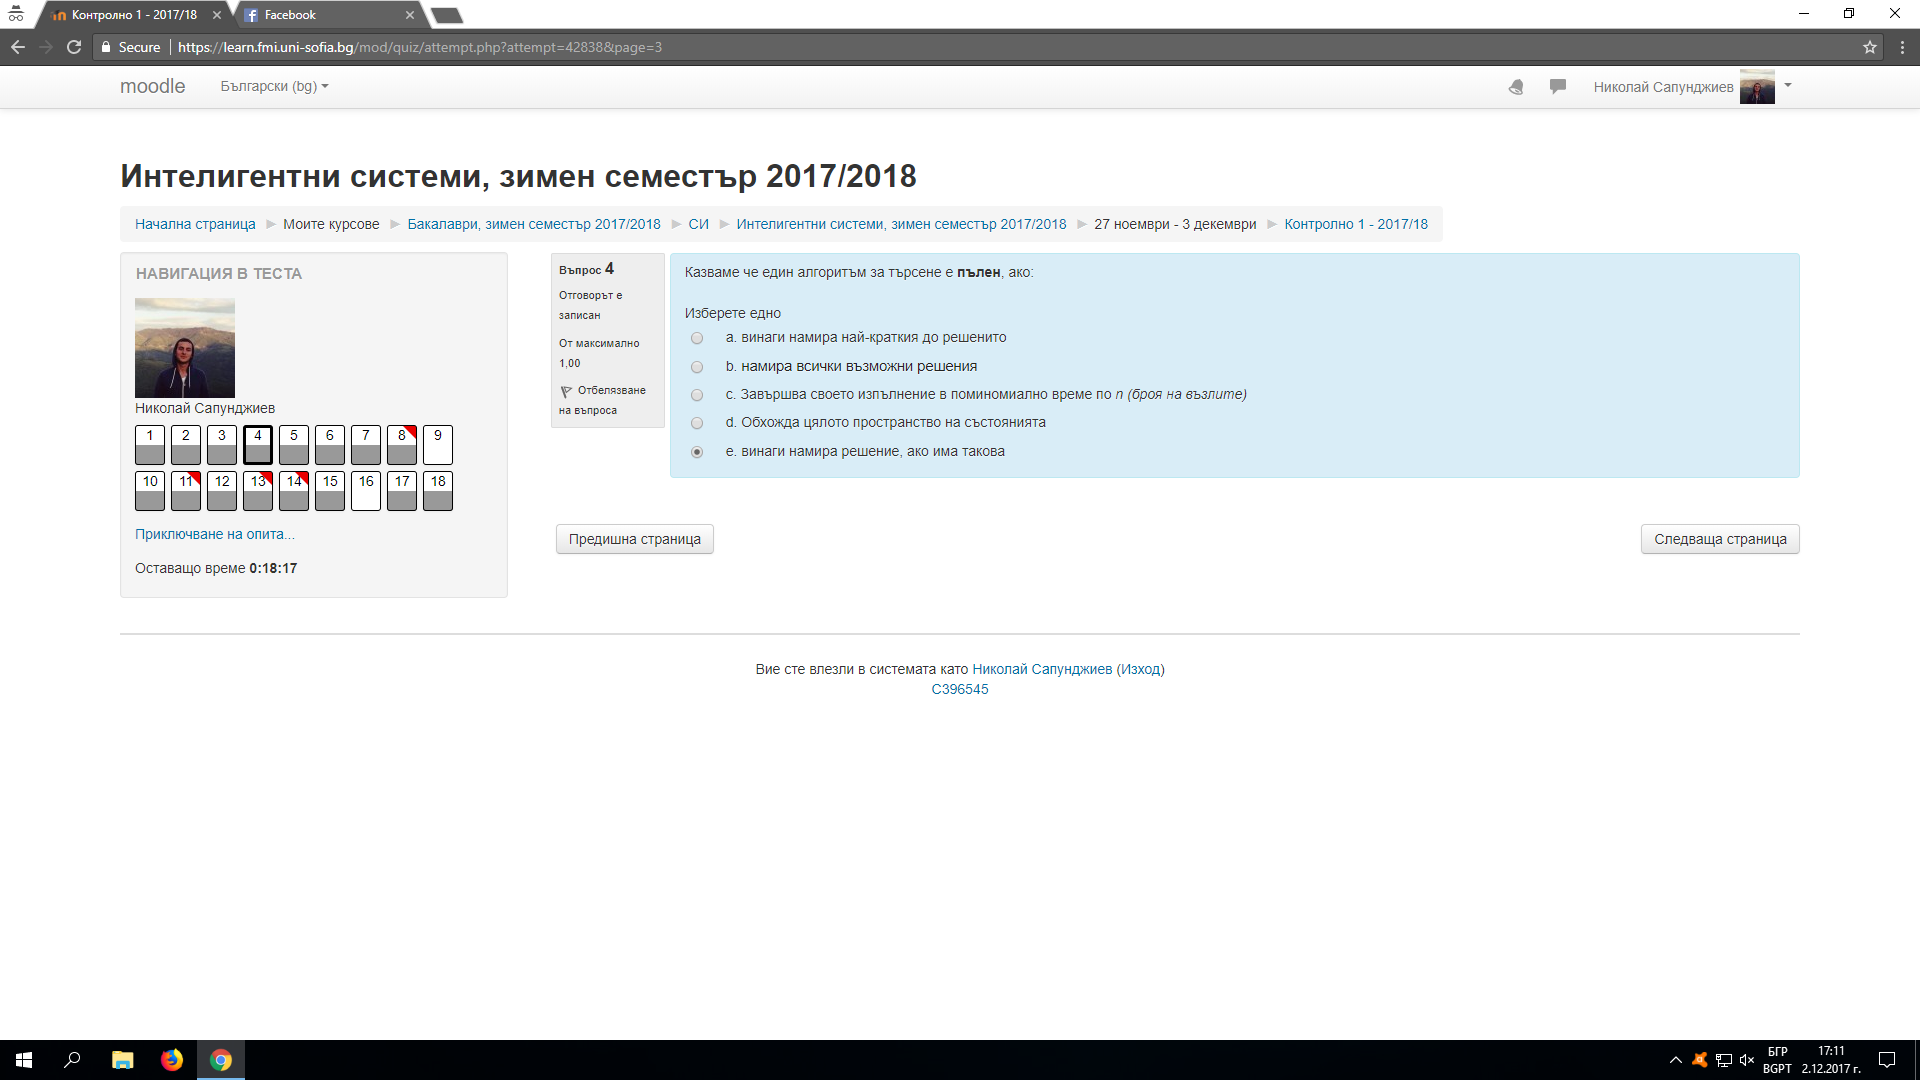 Контролно 1 - 2017/18
Facebook
Secure https://learn.fmi.uni-sofia.bg/mod/quiz/attempt.php?attempt=42838&page=3
moodle Български (bg) Николай Сапунджиев
Интелигентни системи, зимен семестър 2017/2018
Начална страница ► Моите курсове ► Бакалаври, зимен семестър 2017/2018 ► СИ ► Интелигентни системи, зимен семестър 2017/2018 ► 27 ноември - 3 декември ► Контролно 1 - 2017/18
НАВИГАЦИЯ В ТЕСТА
Николай Сапунджиев
1 2 3 4 5 6 7 8 9
10 11 12 13 14 15 16 17 18
Приключване на опита...
Оставащо време 0:18:17
Въпрос 4
Отговорът е
записан
От максимално
1,00
Отбелязване
на въпроса
Казваме че един алгоритъм за търсене е пълен, ако:
Изберете едно
a. винаги намира най-краткия до решенито
b. намира всички възможни решения
c. Завършва своето изпълнение в поминомиално време по n (броя на възлите)
d. Обхожда цялото пространство на състоянията
e. винаги намира решение, ако има такова
Предишна страница
Следваща страница
Вие сте влезли в системата като Николай Сапунджиев (Изход)
C396545
БГР
BGPT
17:11
2.12.2017 г.